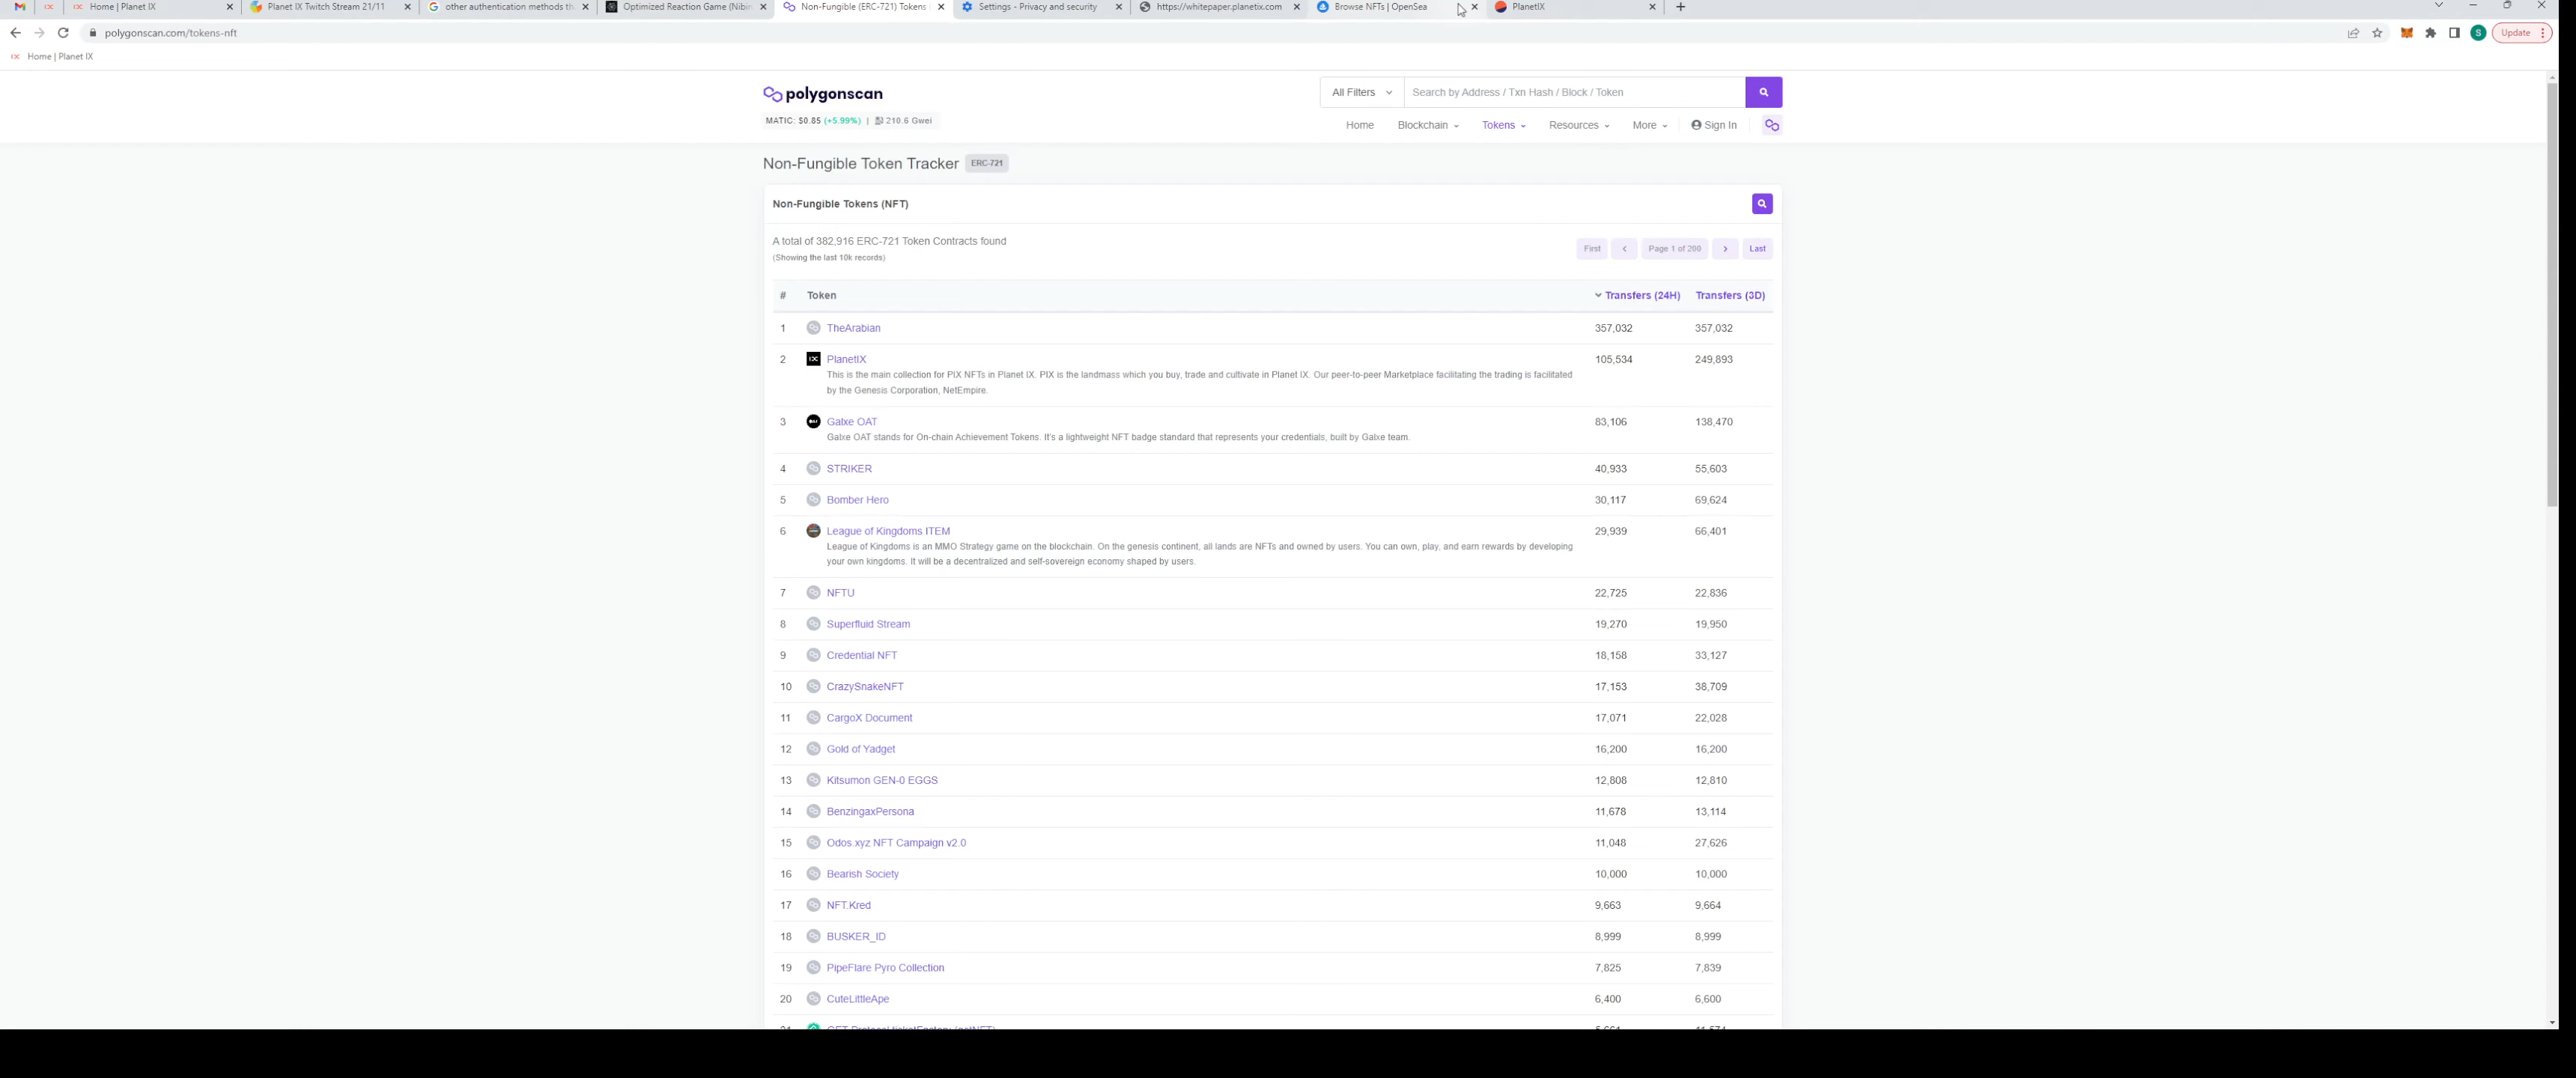 Home | Planet IX
Planet IX Twitch Stream 21/11
other authentication methods th
Optimized Reaction Game (Nibiru
Non-Fungible (ERC-721) Tokens
Settings - Privacy and security
https://whitepaper.planetix.com
Browse NFTs | OpenSea
PlanetIX
polygonscan.com/tokens-nft
S
Update
Home | Planet IX
polygonscan
All Filters
Search by Address / Txn Hash / Block / Token
MATIC: $0.85 (+5.99%) | 210.6 Gwei
Home
Blockchain
Tokens
Resources
More
Sign In
Non-Fungible Token Tracker ERC-721
Non-Fungible Tokens (NFT)
A total of 382,916 ERC-721 Token Contracts found
(Showing the last 10k records)
First
Page 1 of 200
Last
# Token Transfers (24H) Transfers (3D)
1 TheArabian 357,032 357,032
2 PlanetIX 105,534 249,893
This is the main collection for PIX NFTs in Planet IX. PIX is the landmass which you buy, trade and cultivate in Planet IX. Our peer-to-peer Marketplace facilitating the trading is facilitated
by the Genesis Corporation, NetEmpire.
3 Galxe OAT 83,106 138,470
Galxe OAT stands for On-chain Achievement Tokens. It's a lightweight NFT badge standard that represents your credentials, built by Galxe team.
4 STRIKER 40,933 55,603
5 Bomber Hero 30,117 69,624
6 League of Kingdoms ITEM 29,939 66,401
League of Kingdoms is an MMO Strategy game on the blockchain. On the genesis continent, all lands are NFTs and owned by users. You can own, play, and earn rewards by developing
your own kingdoms. It will be a decentralized and self-sovereign economy shaped by users.
7 NFTU 22,725 22,836
8 Superfluid Stream 19,270 19,950
9 Credential NFT 18,158 33,127
10 CrazySnakeNFT 17,153 38,709
11 CargoX Document 17,071 22,028
12 Gold of Yadget 16,200 16,200
13 Kitsumon GEN-0 EGGS 12,808 12,810
14 BenzingaxPersona 11,678 13,114
15 Odos.xyz NFT Campaign v2.0 11,048 27,626
16 Bearish Society 10,000 10,000
17 NFT.Kred 9,663 9,664
18 BUSKER_ID 8,999 8,999
19 PipeFlare Pyro Collection 7,825 7,839
20 CuteLittleApe 6,400 6,600